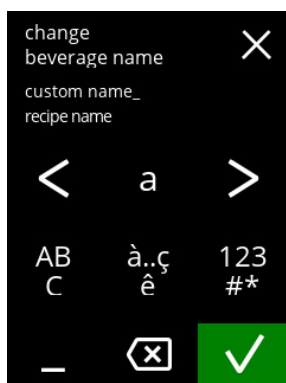 change
beverage name
custom name_
recipe name
< a >
AB à..ç 123
C ê #*
_